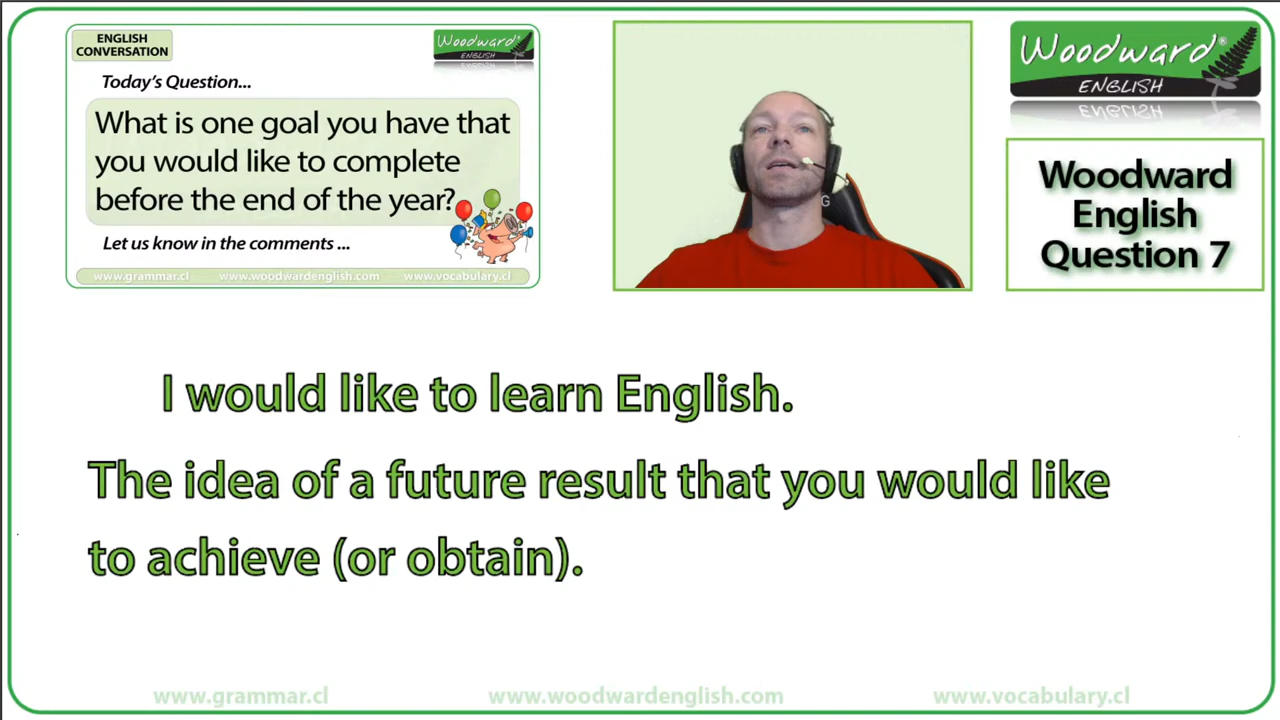 ENGLISH
CONVERSATION
Woodward
ENGLISH
Today's Question...
What is one goal you have that
you would like to complete
before the end of the year?
Let us know in the comments ...
www.grammar.cl www.woodwardenglish.com www.vocabulary.cl
G
Woodward®
ENGLISH
Woodward
English
Question 7
I would like to learn English.
The idea of a future result that you would like
to achieve (or obtain).
www.grammar.cl www.woodwardenglish.com www.vocabulary.cl